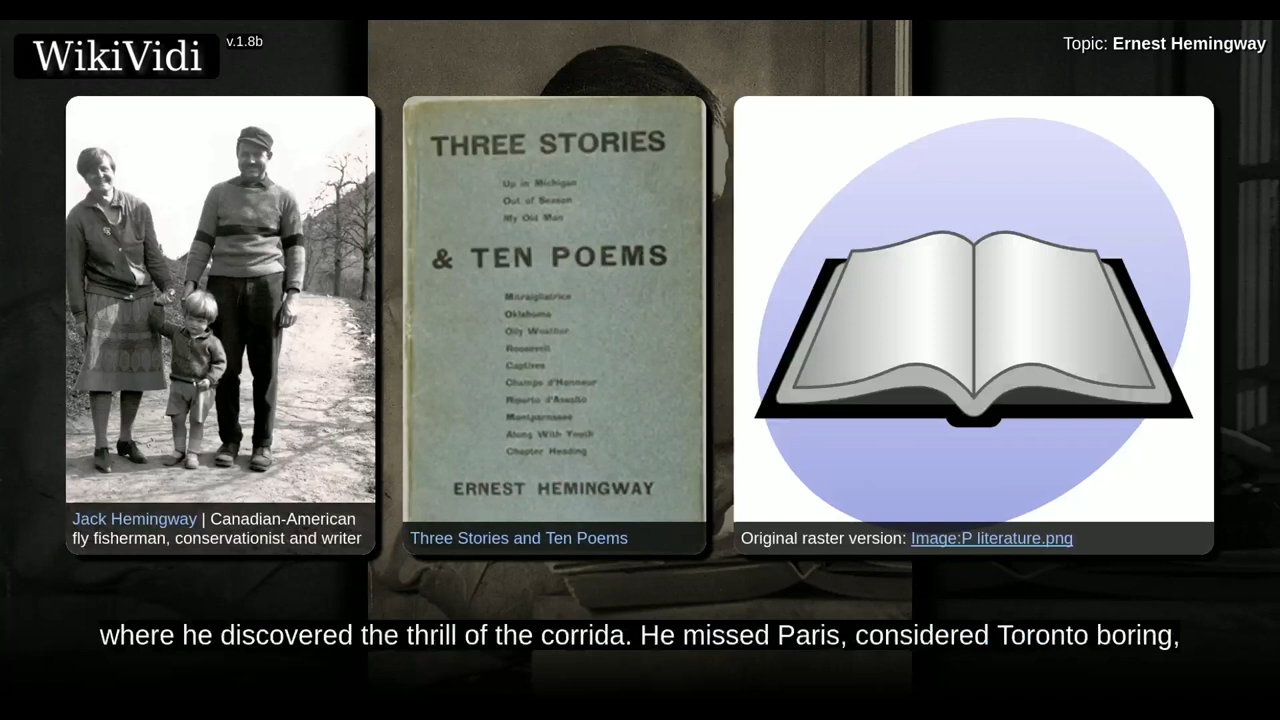 WikiVidi
v.1.8b
Topic: Ernest Hemingway
THREE STORIES
Up in Michigan
Out of Season
My Old Man
& TEN POEMS
Mitraigliatrice
Oklahoma
Oily Weather
Roosevelt
Captives
Champs d'Honneur
Riparto d'Assalto
Montparnasse
Along With Youth
Chapter Heading
ERNEST HEMINGWAY
Jack Hemingway | Canadian-American
fly fisherman, conservationist and writer
Three Stories and Ten Poems
Original raster version: Image:P literature.png
where he discovered the thrill of the corrida. He missed Paris, considered Toronto boring,